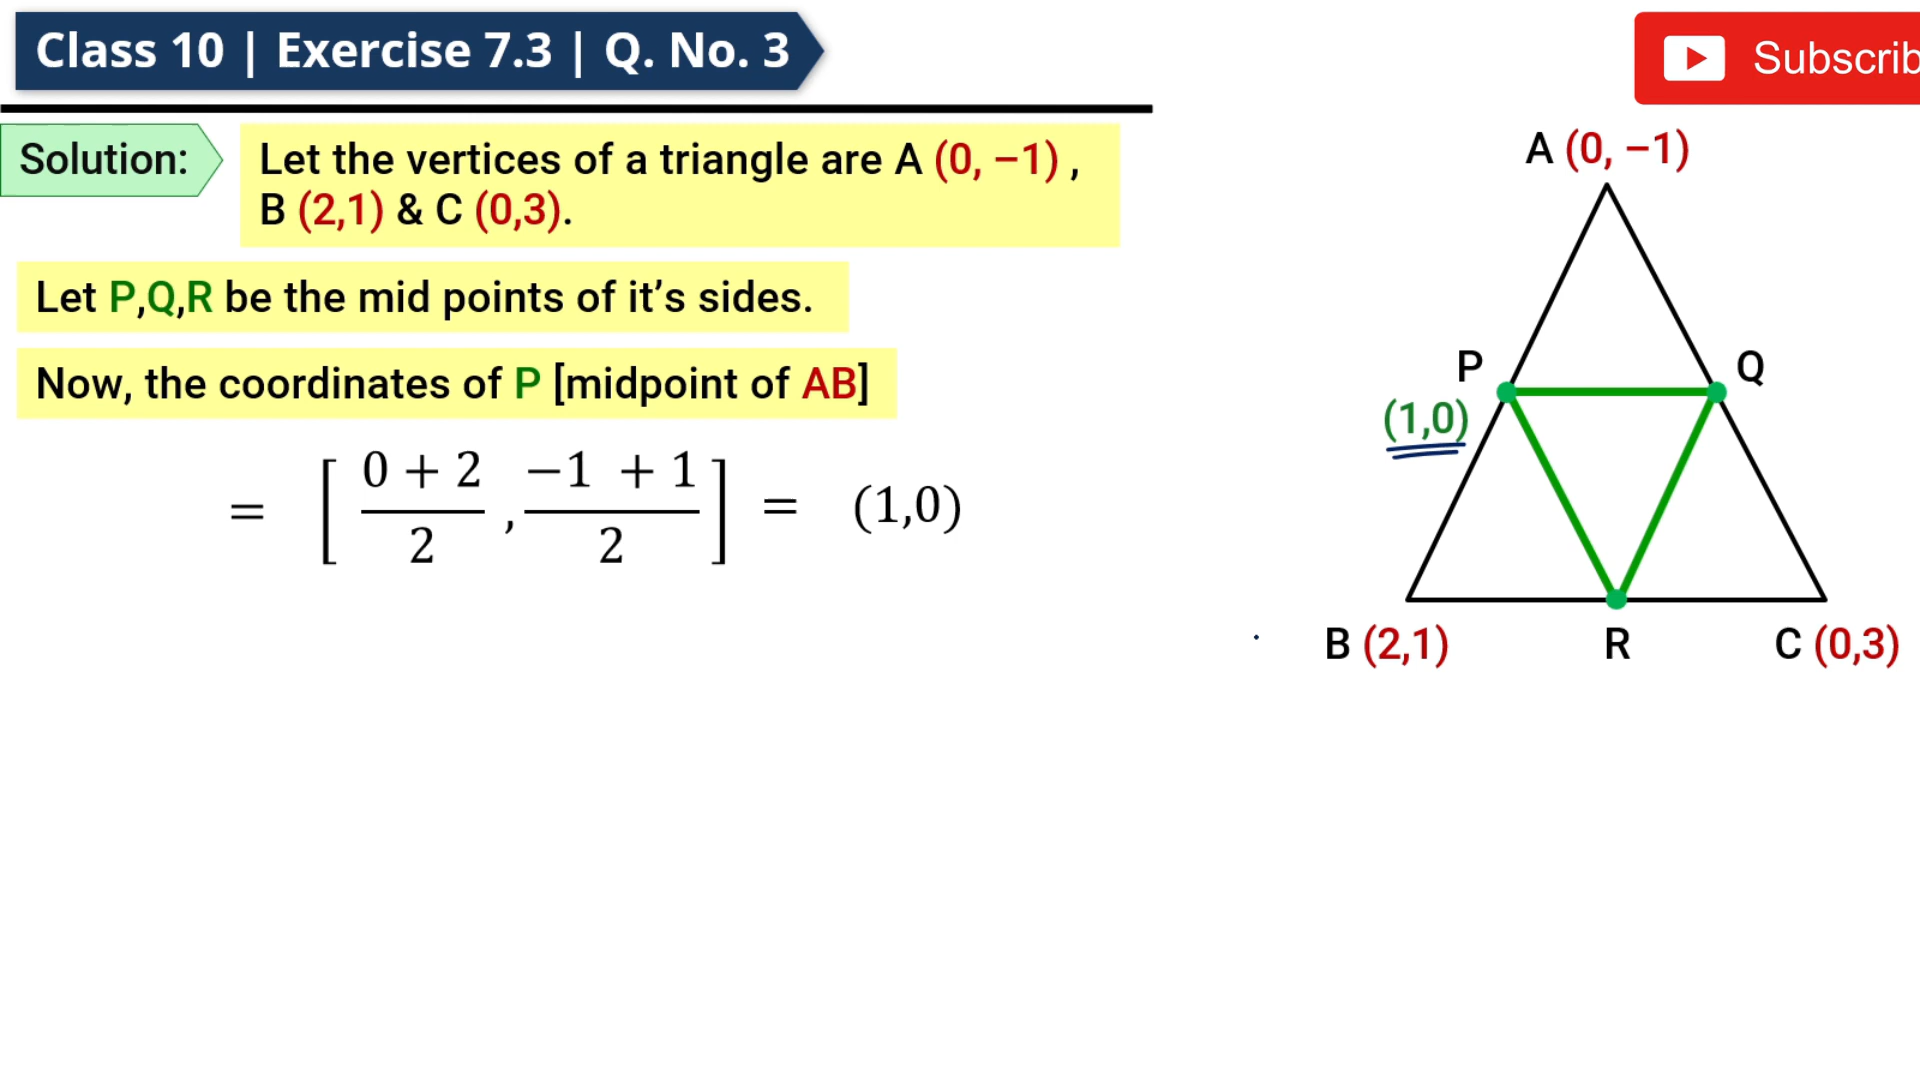 Class 10 | Exercise 7.3 | Q. No. 3
Subscrib
Solution:
Let the vertices of a triangle are A (0, −1) ,
B (2,1) & C (0,3).
Let P,Q,R be the mid points of it’s sides.
Now, the coordinates of P [midpoint of AB]
= [ (0 + 2)/2 , (−1 + 1)/2 ] = (1,0)
A (0, −1)
P
Q
(1,0)
B (2,1)
R
C (0,3)